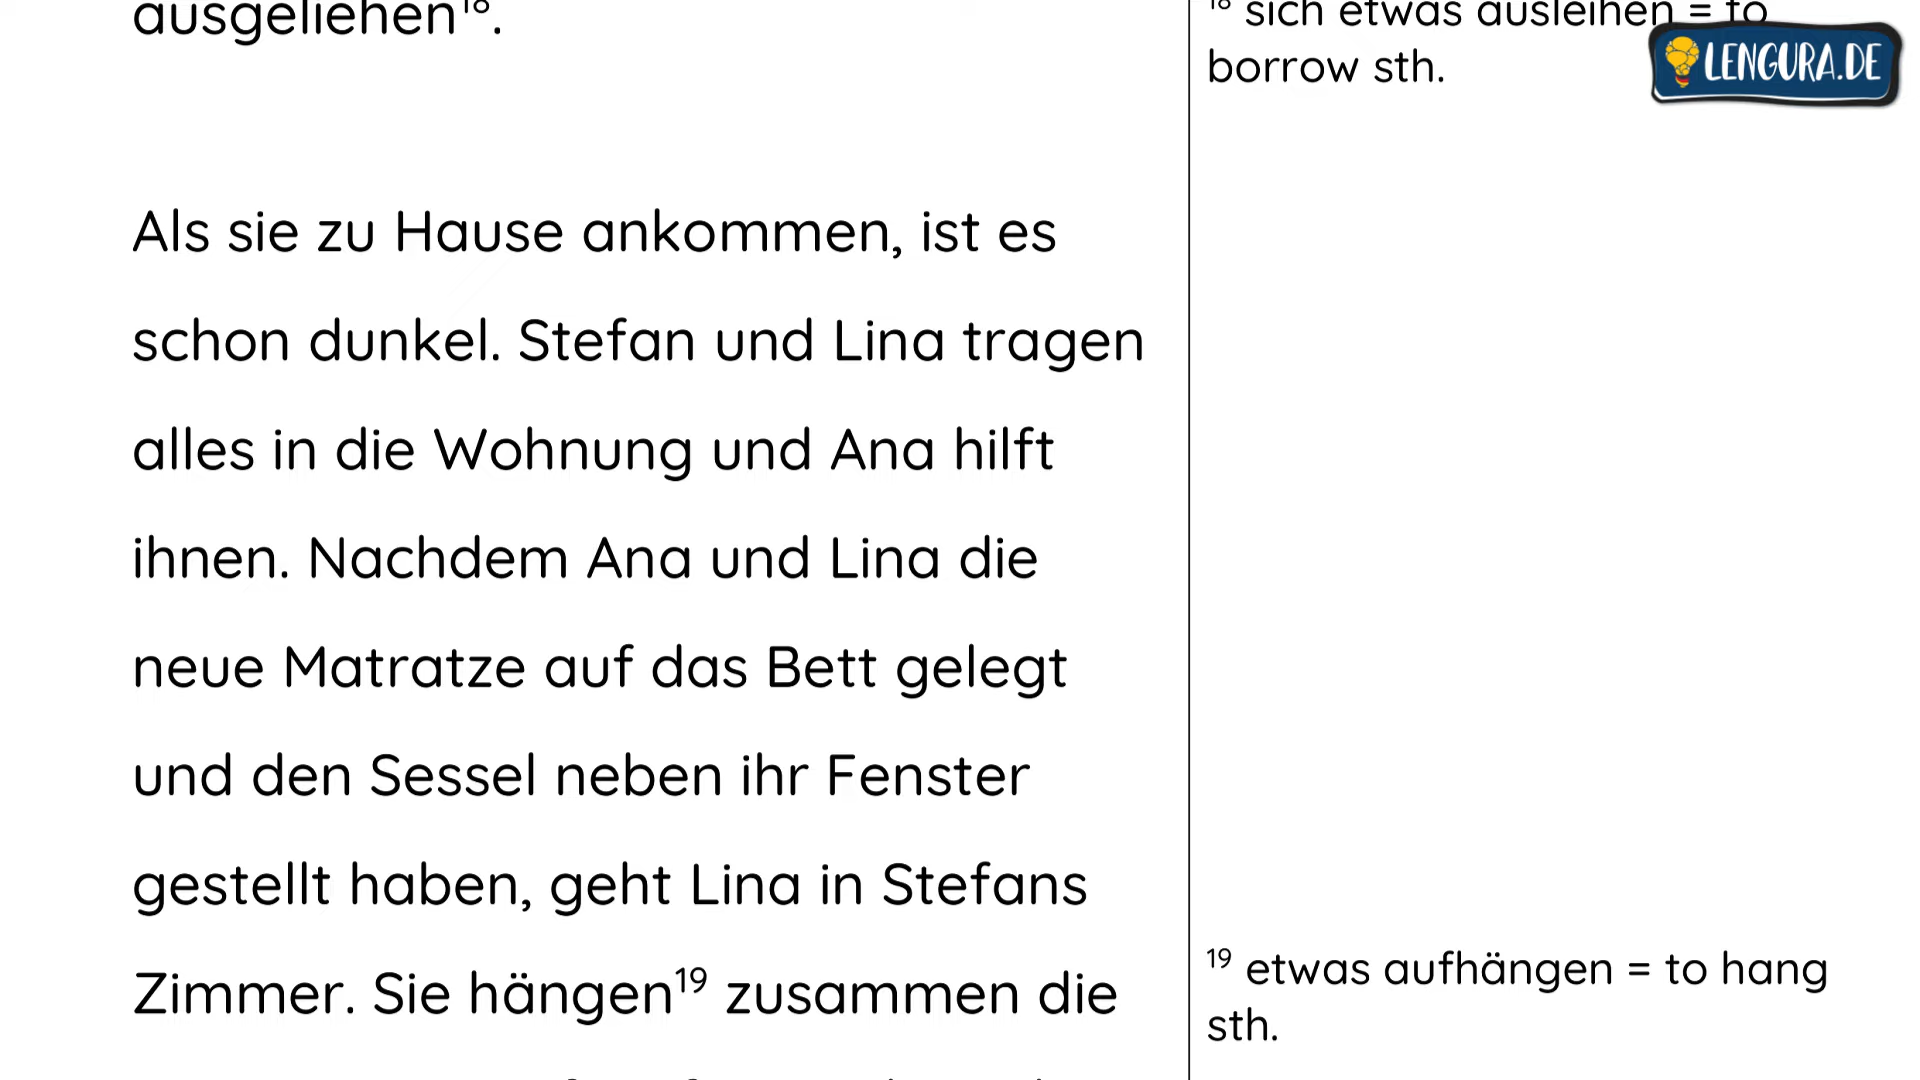 ausgeliehen¹⁸.
Als sie zu Hause ankommen, ist es
schon dunkel. Stefan und Lina tragen
alles in die Wohnung und Ana hilft
ihnen. Nachdem Ana und Lina die
neue Matratze auf das Bett gelegt
und den Sessel neben ihr Fenster
gestellt haben, geht Lina in Stefans
Zimmer. Sie hängen¹⁹ zusammen die
¹⁸ sich etwas ausleihen = to
borrow sth.
LENGURA.DE
¹⁹ etwas aufhängen = to hang
sth.